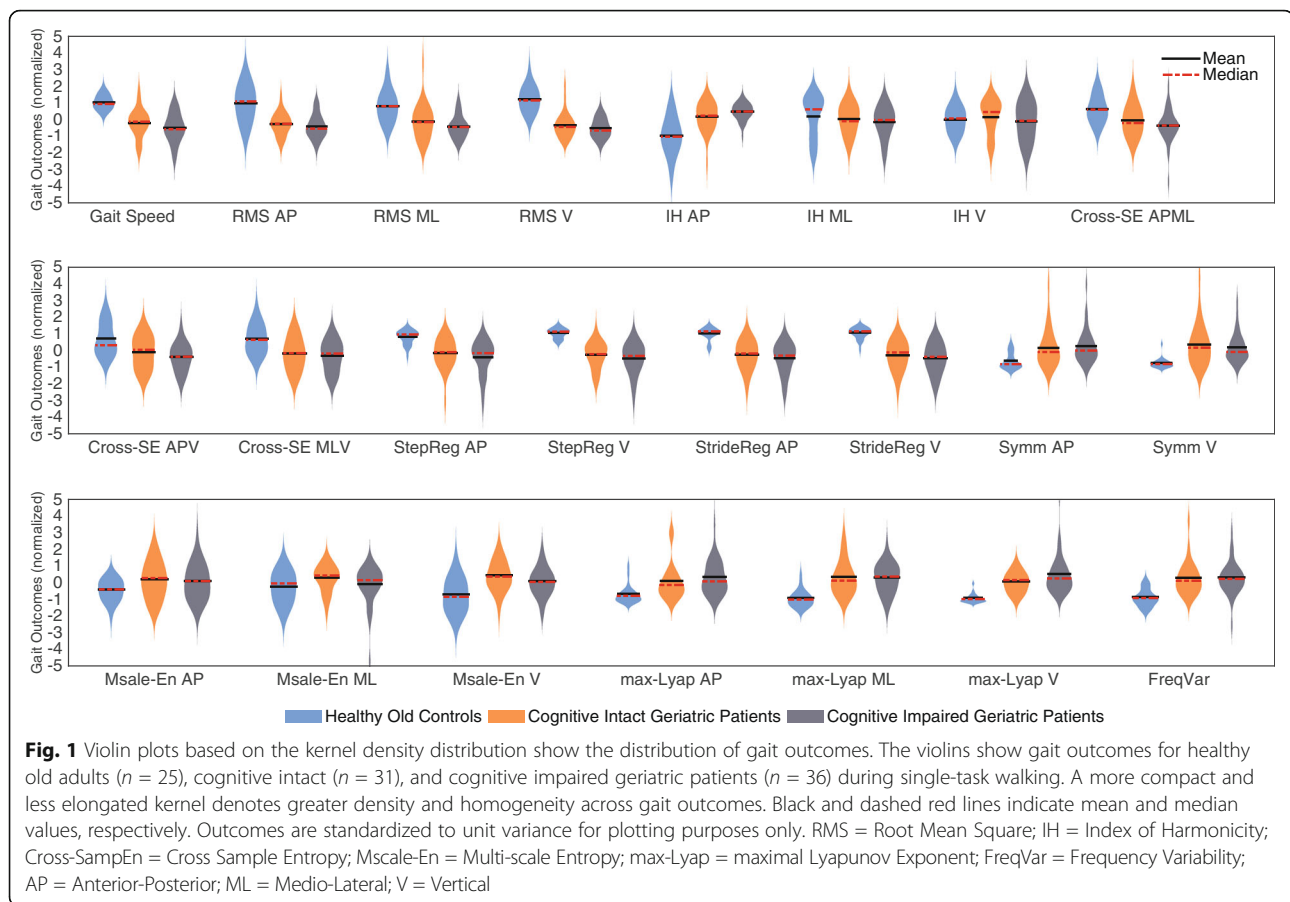 5
4
3
2
1
0
-1
-2
-3
-4
-5
Gait Outcomes (normalized)
Mean
Median
Gait Speed RMS AP RMS ML RMS V IH AP IH ML IH V Cross-SE APML
5
4
3
2
1
0
-1
-2
-3
-4
-5
Gait Outcomes (normalized)
Cross-SE APV Cross-SE MLV StepReg AP StepReg V StrideReg AP StrideReg V Symm AP Symm V
5
4
3
2
1
0
-1
-2
-3
-4
-5
Gait Outcomes (normalized)
Msale-En AP Msale-En ML Msale-En V max-Lyap AP max-Lyap ML max-Lyap V FreqVar
Healthy Old Controls Cognitive Intact Geriatric Patients Cognitive Impaired Geriatric Patients
Fig. 1 Violin plots based on the kernel density distribution show the distribution of gait outcomes. The violins show gait outcomes for healthy
old adults (n = 25), cognitive intact (n = 31), and cognitive impaired geriatric patients (n = 36) during single-task walking. A more compact and
less elongated kernel denotes greater density and homogeneity across gait outcomes. Black and dashed red lines indicate mean and median
values, respectively. Outcomes are standardized to unit variance for plotting purposes only. RMS = Root Mean Square; IH = Index of Harmonicity;
Cross-SampEn = Cross Sample Entropy; Mscale-En = Multi-scale Entropy; max-Lyap = maximal Lyapunov Exponent; FreqVar = Frequency Variability;
AP = Anterior-Posterior; ML = Medio-Lateral; V = Vertical